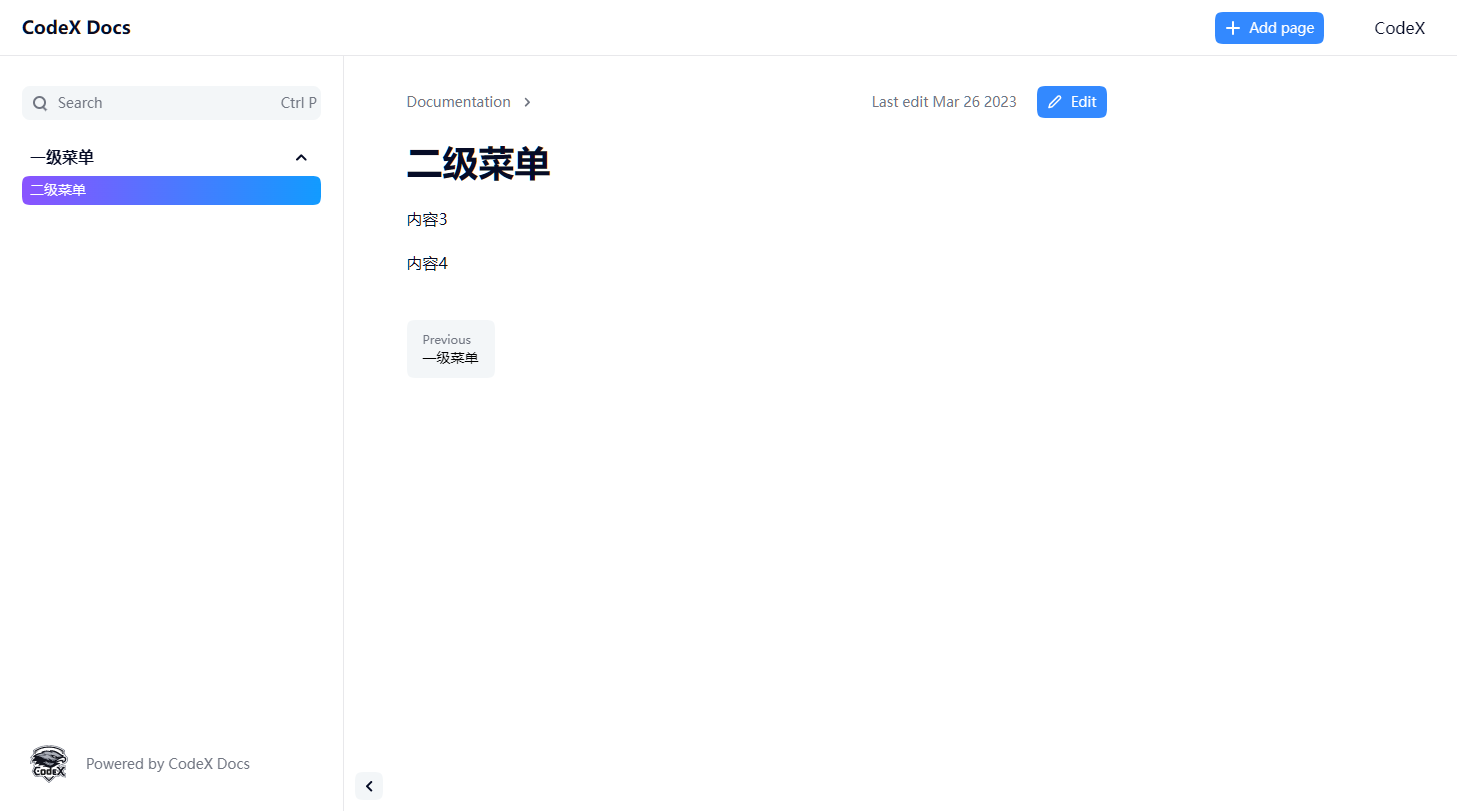 CodeX Docs
Add page
CodeX
Search
Ctrl P
一级菜单
二级菜单
Documentation
Last edit Mar 26 2023
Edit
二级菜单
内容3
内容4
Previous
一级菜单
CodeX
Powered by CodeX Docs